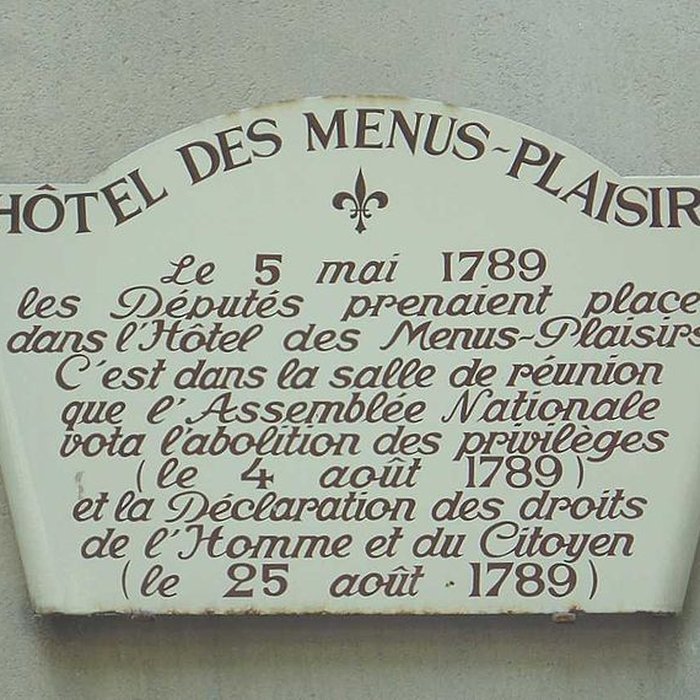 HÔTEL DES MENUS-PLAISIR
Le 5 mai 1789
les Députés prenaient place
dans l'Hôtel des Menus-Plaisirs
C'est dans la salle de réunion
que l'Assemblée Nationale
vota l'abolition des privilèges
(le 4 août 1789)
et la Déclaration des droits
de l'Homme et du Citoyen
(le 25 août 1789)